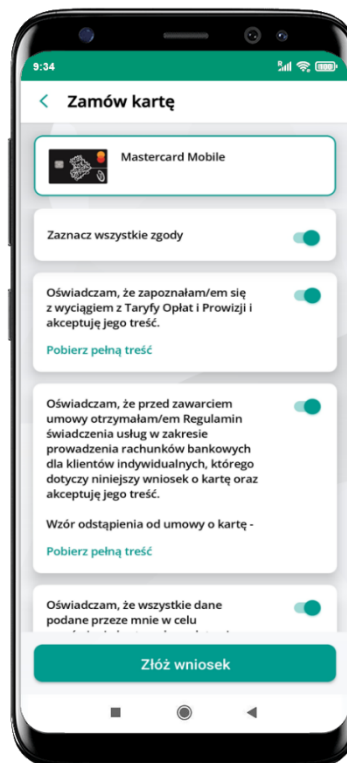 9:34
Zamów kartę
Mastercard Mobile
Zaznacz wszystkie zgody
Oświadczam, że zapoznałam/em się
z wyciągiem z Taryfy Opłat i Prowizji i
akceptuję jego treść.
Pobierz pełną treść
Oświadczam, że przed zawarciem
umowy otrzymałam/em Regulamin
świadczenia usług w zakresie
prowadzenia rachunków bankowych
dla klientów indywidualnych, którego
dotyczy niniejszy wniosek o kartę oraz
akceptuję jego treść.
Wzór odstąpienia od umowy o kartę -
Pobierz pełną treść
Oświadczam, że wszystkie dane
podane przeze mnie w celu
Złóż wniosek